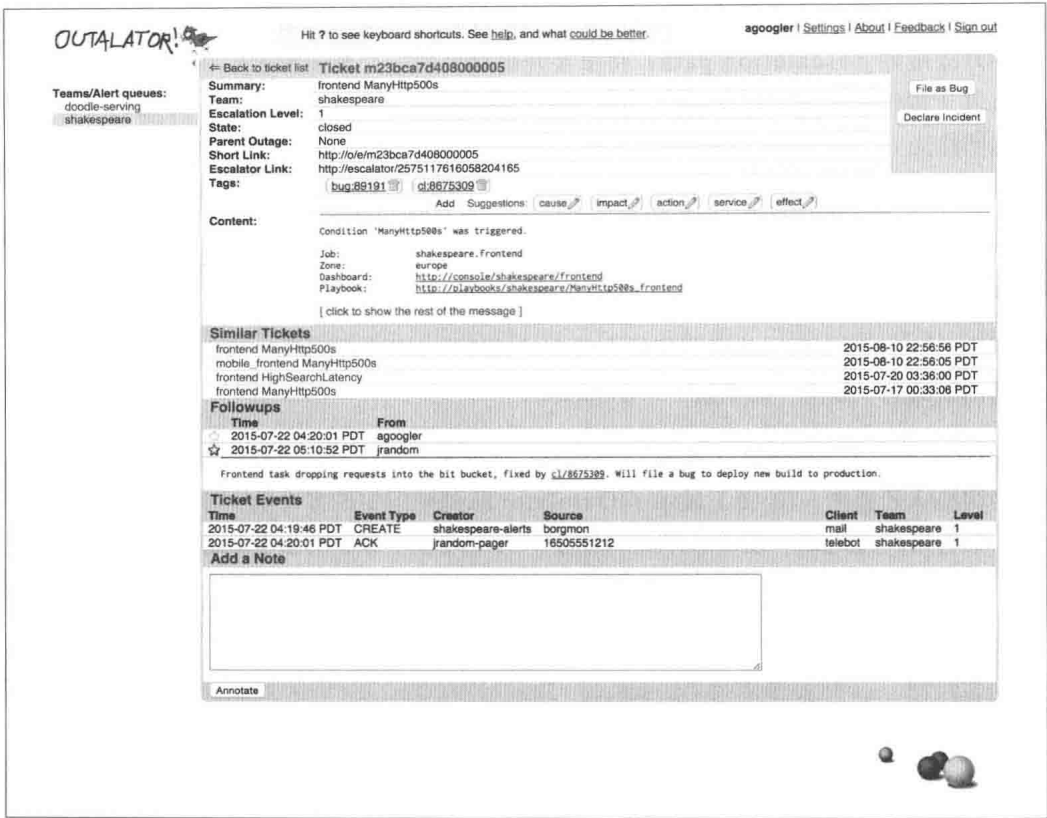 OUTALATOR!
Hit ? to see keyboard shortcuts. See help, and what could be better.
agoogler | Settings | About | Feedback | Sign out
Teams/Alert queues:
doodle-serving
shakespeare
⇐ Back to ticket list Ticket m23bca7d408000005
Summary: frontend ManyHttp500s
Team: shakespeare
Escalation Level: 1
State: closed
Parent Outage: None
Short Link: http://o/e/m23bca7d408000005
Escalator Link: http://escalator/2575117616058204165
Tags: bug:89191 cl:8675309
Add Suggestions: cause impact action service effect
File as Bug
Declare Incident
Content:
Condition 'ManyHttp500s' was triggered.
Job: shakespeare.frontend
Zone: europe
Dashboard: http://console/shakespeare/frontend
Playbook: http://playbooks/shakespeare/ManyHttp500s_frontend
[ click to show the rest of the message ]
Similar Tickets
frontend ManyHttp500s 2015-08-10 22:56:56 PDT
mobile_frontend ManyHttp500s 2015-08-10 22:56:05 PDT
frontend HighSearchLatency 2015-07-20 03:36:00 PDT
frontend ManyHttp500s 2015-07-17 00:33:06 PDT
Followups
Time From
2015-07-22 04:20:01 PDT agoogler
2015-07-22 05:10:52 PDT jrandom
Frontend task dropping requests into the bit bucket, fixed by cl/8675309. Will file a bug to deploy new build to production.
Ticket Events
Time Event Type Creator Source Client Team Level
2015-07-22 04:19:46 PDT CREATE shakespeare-alerts borgmon mail shakespeare 1
2015-07-22 04:20:01 PDT ACK jrandom-pager 16505551212 telebot shakespeare 1
Add a Note
Annotate